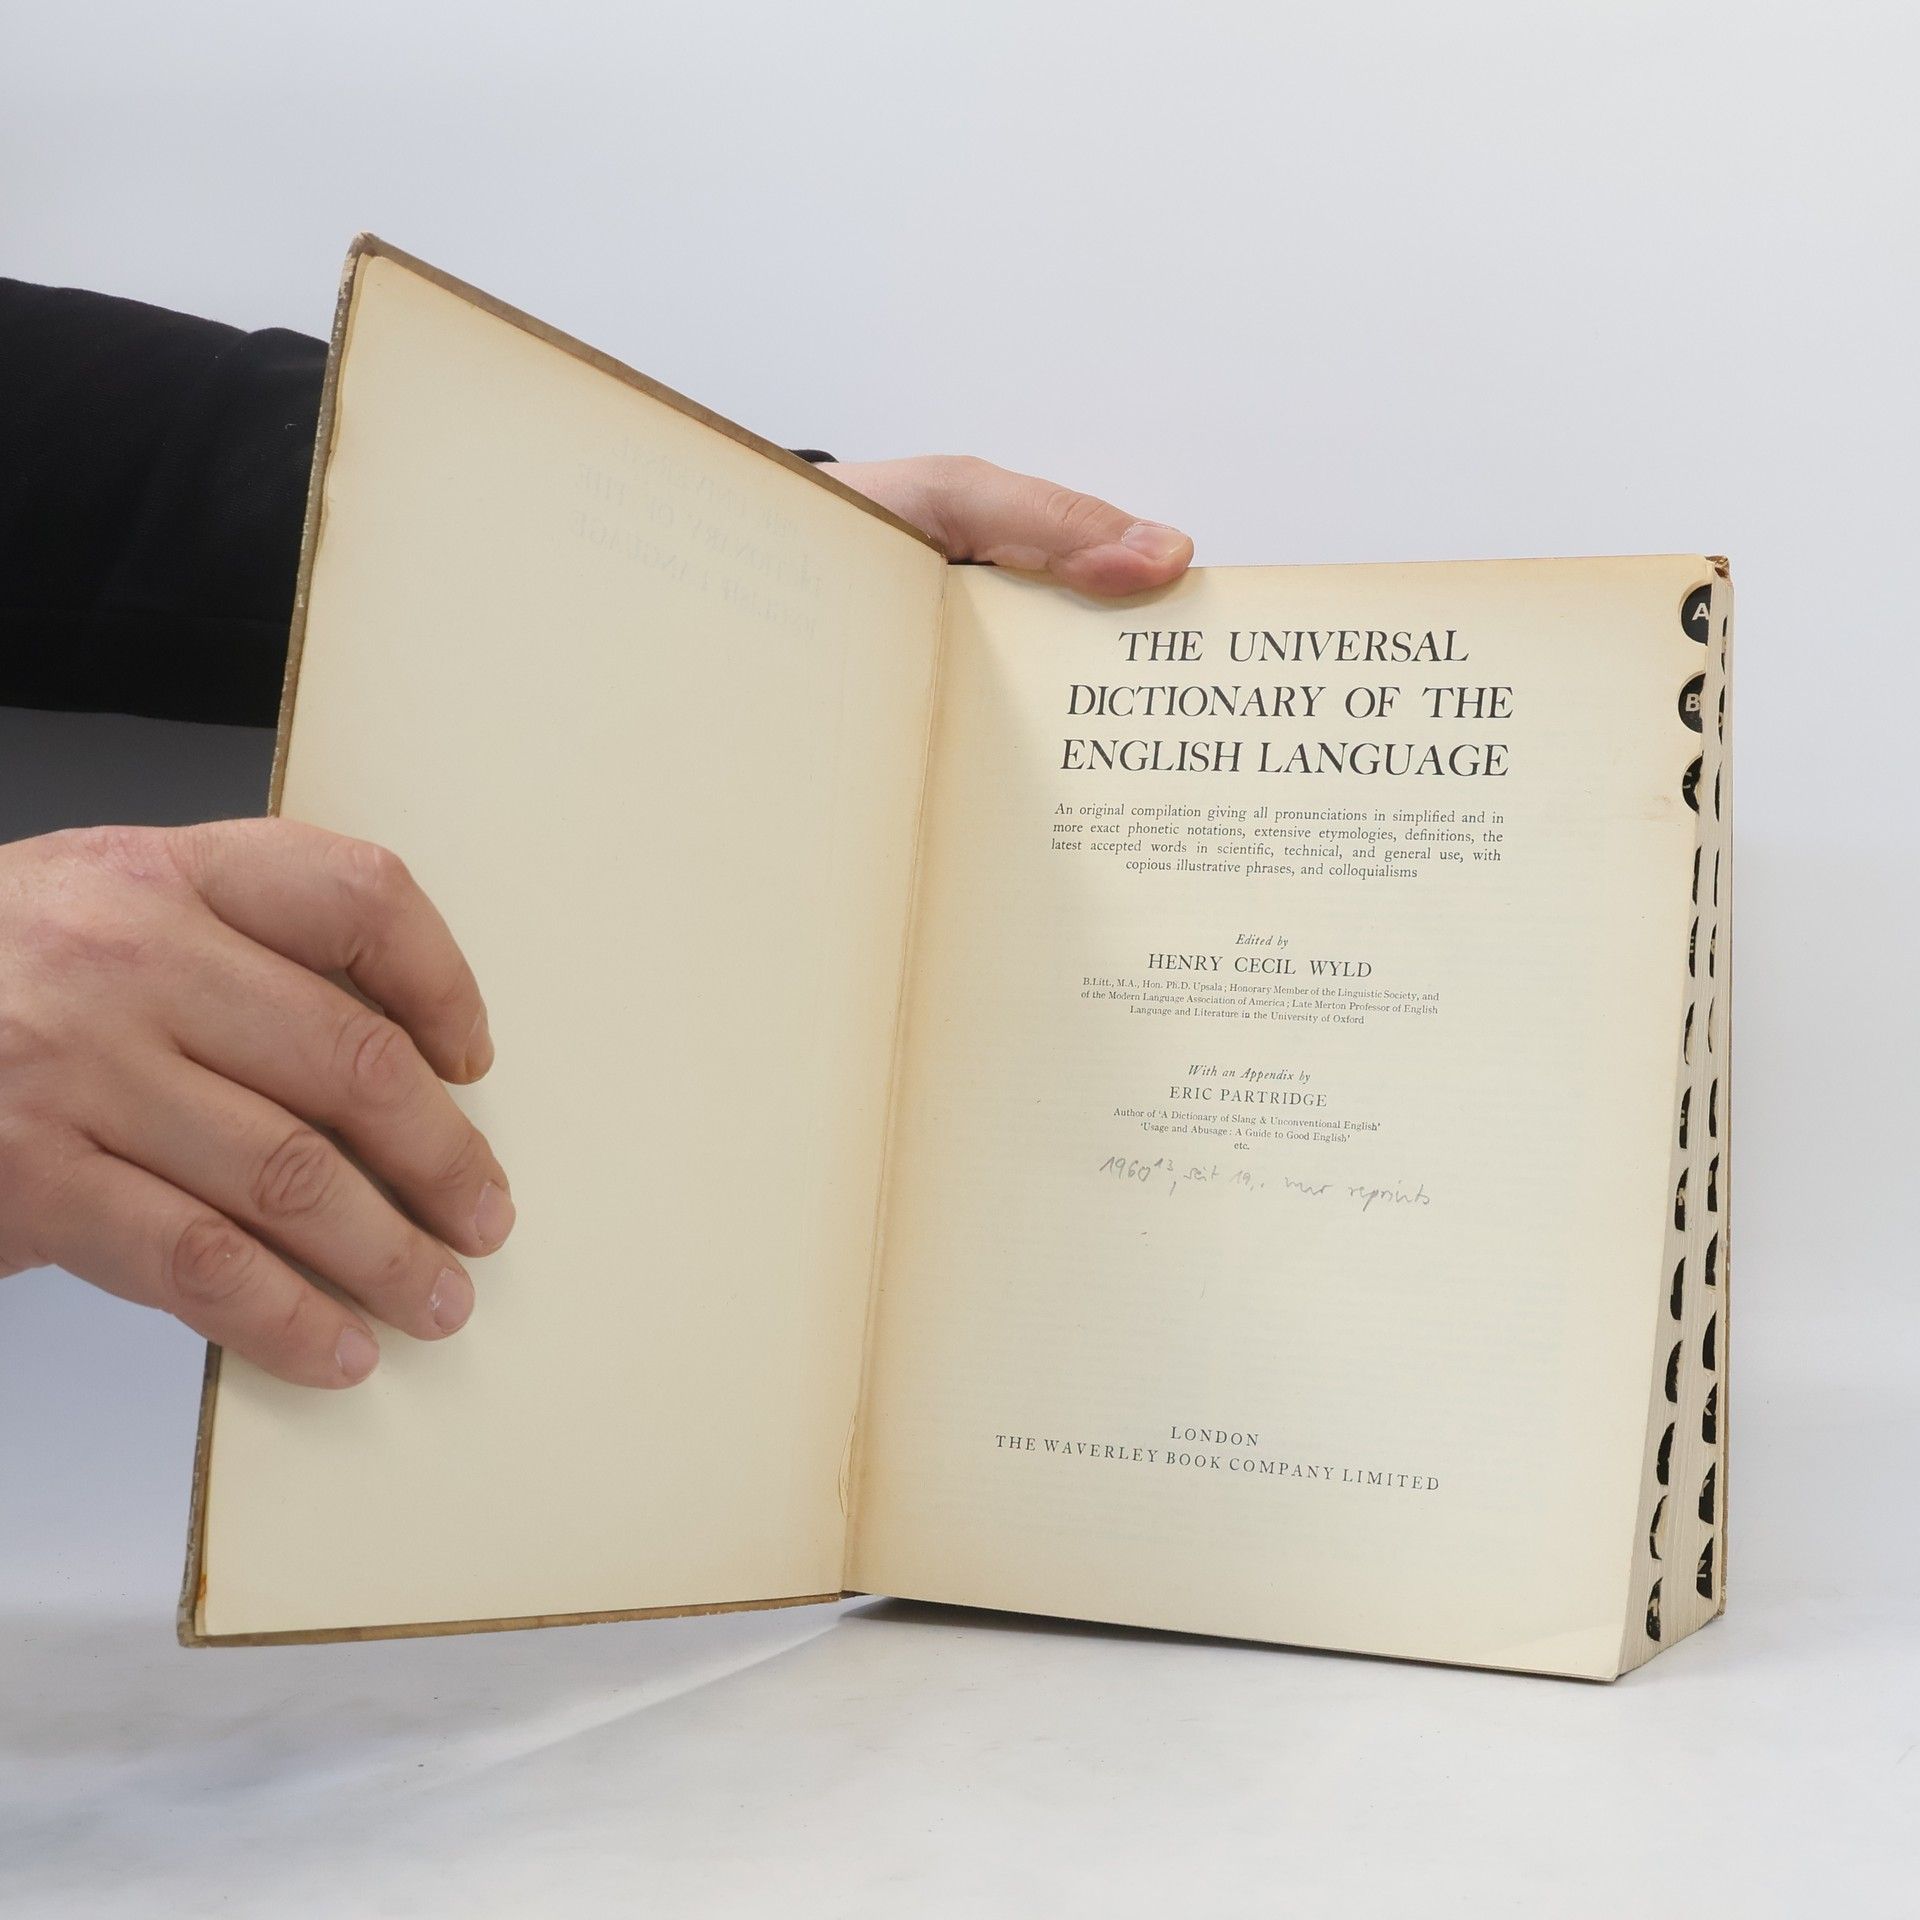 THE UNIVERSAL
DICTIONARY OF THE
ENGLISH LANGUAGE
An original compilation giving all pronunciations in simplified and in
more exact phonetic notations, extensive etymologies, definitions, the
latest accepted words in scientific, technical, and general use, with
copious illustrative phrases, and colloquialisms
Edited by
HENRY CECIL WYLD
B.Litt., M.A., Hon. Ph.D. Upsala; Honorary Member of the Linguistic Society, and
of the Modern Language Association of America; Late Merton Professor of English
Language and Literature in the University of Oxford
With an Appendix by
ERIC PARTRIDGE
Author of 'A Dictionary of Slang & Unconventional English'
'Usage and Abusage: A Guide to Good English'
etc.
1960¹³, seit 19.. nur reprints
LONDON
THE WAVERLEY BOOK COMPANY LIMITED
A
B